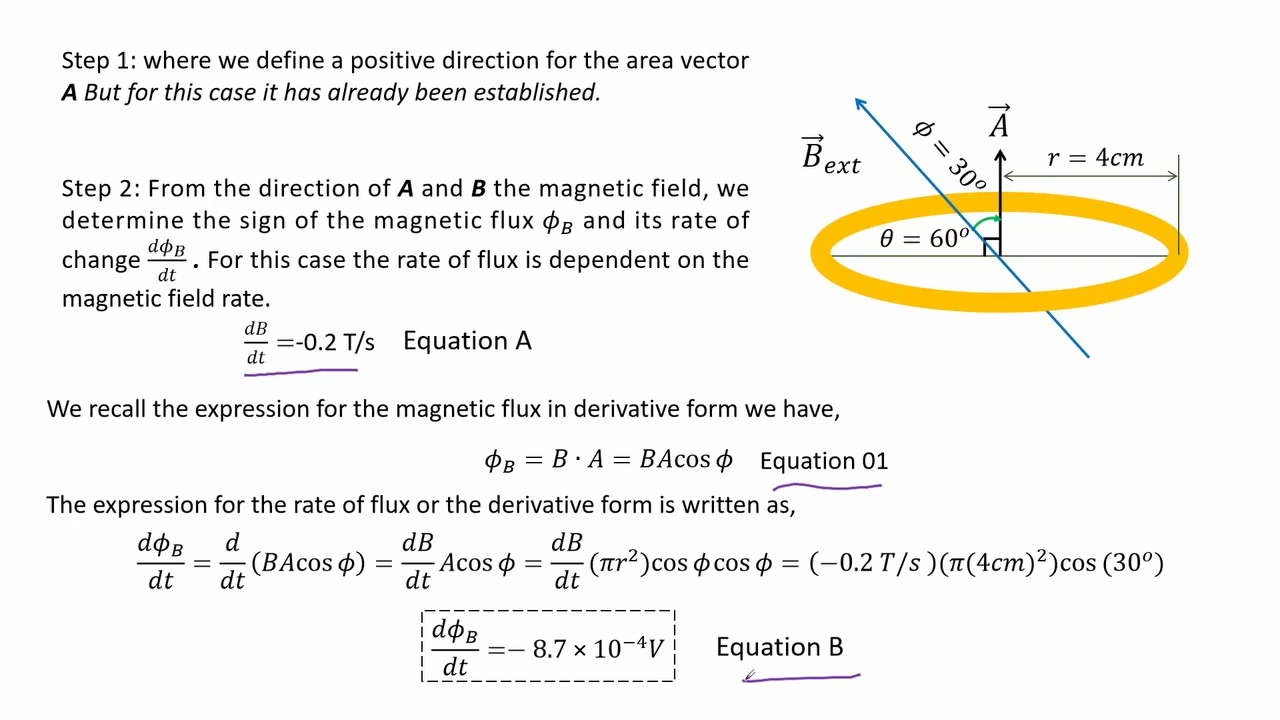 Step 1: where we define a positive direction for the area vector
A But for this case it has already been established.
Step 2: From the direction of A and B the magnetic field, we
determine the sign of the magnetic flux ϕ_B and its rate of
change dϕ_B/dt . For this case the rate of flux is dependent on the
magnetic field rate.
dB/dt =-0.2 T/s Equation A
B⃗_ext
ϕ = 30°
A⃗
r = 4cm
θ = 60°
We recall the expression for the magnetic flux in derivative form we have,
ϕ_B = B · A = BAcos ϕ Equation 01
The expression for the rate of flux or the derivative form is written as,
dϕ_B/dt = d/dt (BAcos ϕ) = dB/dt Acos ϕ = dB/dt (πr²)cos ϕ cos ϕ = (−0.2 T/s )(π(4cm)²)cos (30°)
dϕ_B/dt =− 8.7 × 10⁻⁴V Equation B